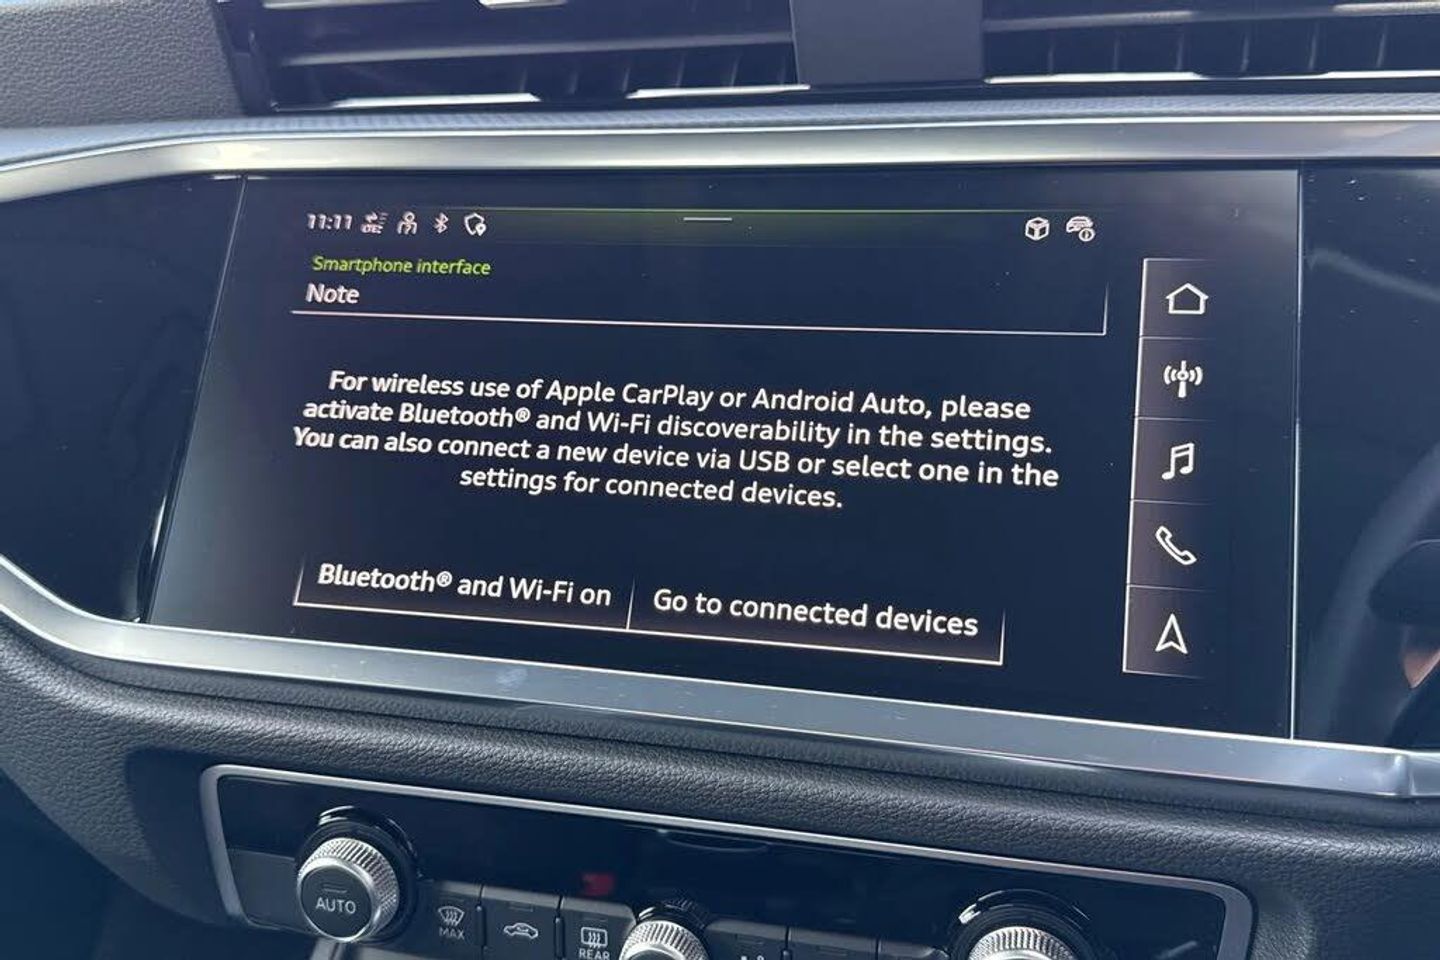 11:11 LTE
Smartphone interface
Note
For wireless use of Apple CarPlay or Android Auto, please
activate Bluetooth® and Wi-Fi discoverability in the settings.
You can also connect a new device via USB or select one in the
settings for connected devices.
Bluetooth® and Wi-Fi on
Go to connected devices
AUTO
MAX
REAR